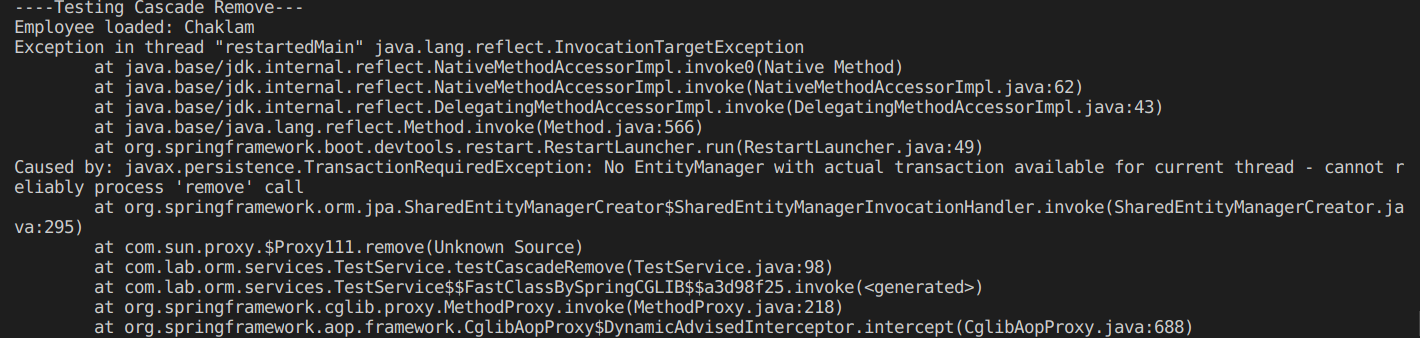 ----Testing Cascade Remove---
Employee loaded: Chaklam
Exception in thread "restartedMain" java.lang.reflect.InvocationTargetException
        at java.base/jdk.internal.reflect.NativeMethodAccessorImpl.invoke0(Native Method)
        at java.base/jdk.internal.reflect.NativeMethodAccessorImpl.invoke(NativeMethodAccessorImpl.java:62)
        at java.base/jdk.internal.reflect.DelegatingMethodAccessorImpl.invoke(DelegatingMethodAccessorImpl.java:43)
        at java.base/java.lang.reflect.Method.invoke(Method.java:566)
        at org.springframework.boot.devtools.restart.RestartLauncher.run(RestartLauncher.java:49)
Caused by: javax.persistence.TransactionRequiredException: No EntityManager with actual transaction available for current thread - cannot r
eliably process 'remove' call
        at org.springframework.orm.jpa.SharedEntityManagerCreator$SharedEntityManagerInvocationHandler.invoke(SharedEntityManagerCreator.ja
va:295)
        at com.sun.proxy.$Proxy111.remove(Unknown Source)
        at com.lab.orm.services.TestService.testCascadeRemove(TestService.java:98)
        at com.lab.orm.services.TestService$$FastClassBySpringCGLIB$$a3d98f25.invoke(<generated>)
        at org.springframework.cglib.proxy.MethodProxy.invoke(MethodProxy.java:218)
        at org.springframework.aop.framework.CglibAopProxy$DynamicAdvisedInterceptor.intercept(CglibAopProxy.java:688)